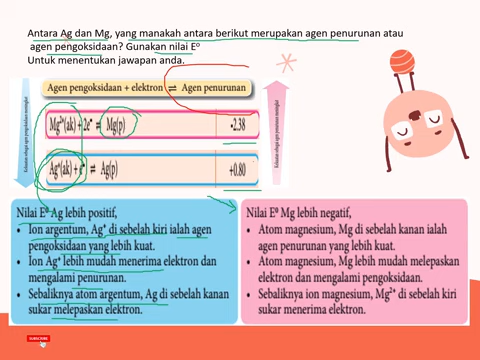 Antara Ag dan Mg, yang manakah antara berikut merupakan agen penurunan atau
agen pengoksidaan? Gunakan nilai E⁰
Untuk menentukan jawapan anda.
Agen pengoksidaan + elektron ⇌ Agen penurunan
Mg²⁺(ak) + 2e⁻ ⇌ Mg(p) -2.38
Ag⁺(ak) + e⁻ ⇌ Ag(p) +0.80
Kekuatan sebagai agen pengoksidaan meningkat
Kekuatan sebagai agen penurunan meningkat
Nilai E⁰ Ag lebih positif,
• Ion argentum, Ag⁺ di sebelah kiri ialah agen
pengoksidaan yang lebih kuat.
• Ion Ag⁺ lebih mudah menerima elektron dan
mengalami penurunan.
• Sebaliknya atom argentum, Ag di sebelah kanan
sukar melepaskan elektron.
Nilai E⁰ Mg lebih negatif,
• Atom magnesium, Mg di sebelah kanan ialah
agen penurunan yang lebih kuat.
• Atom magnesium, Mg lebih mudah melepaskan
elektron dan mengalami pengoksidaan.
• Sebaliknya ion magnesium, Mg²⁺ di sebelah kiri
sukar menerima elektron.
SUBSCRIBE